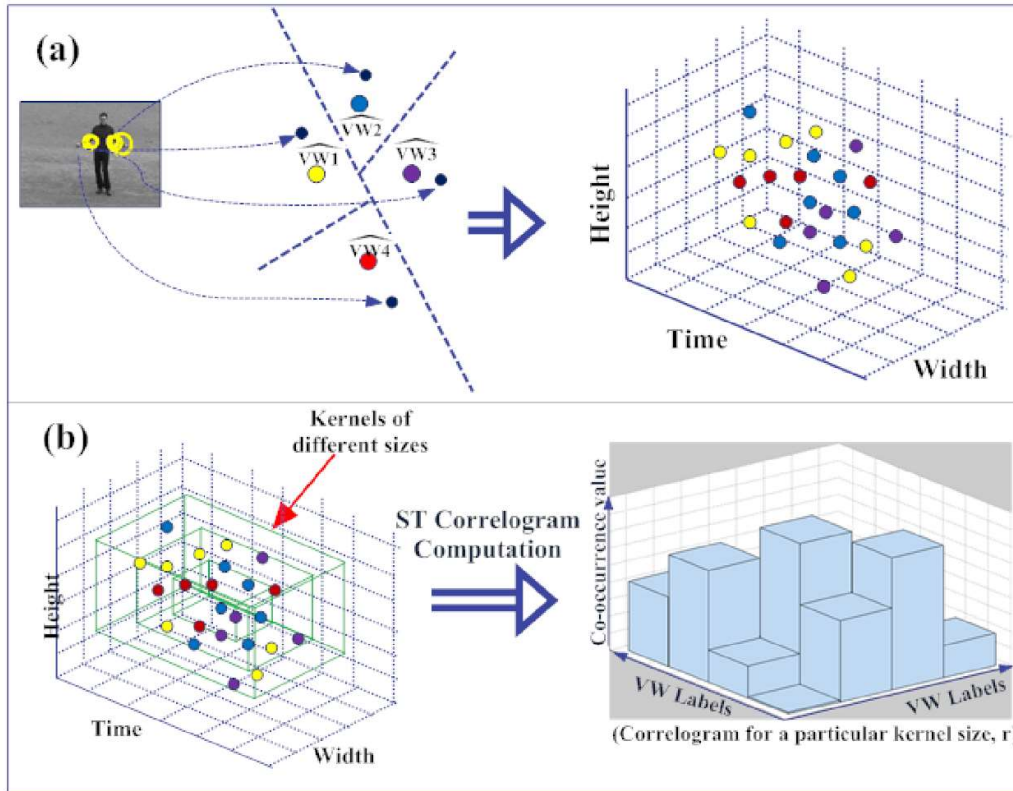 (a)
VW2
VW1
VW3
VW4
Height
Time
Width
(b)
Kernels of
different sizes
Height
Time
Width
ST Correlogram
Computation
Co-occurrence value
VW Labels
VW Labels
(Correlogram for a particular kernel size, r)